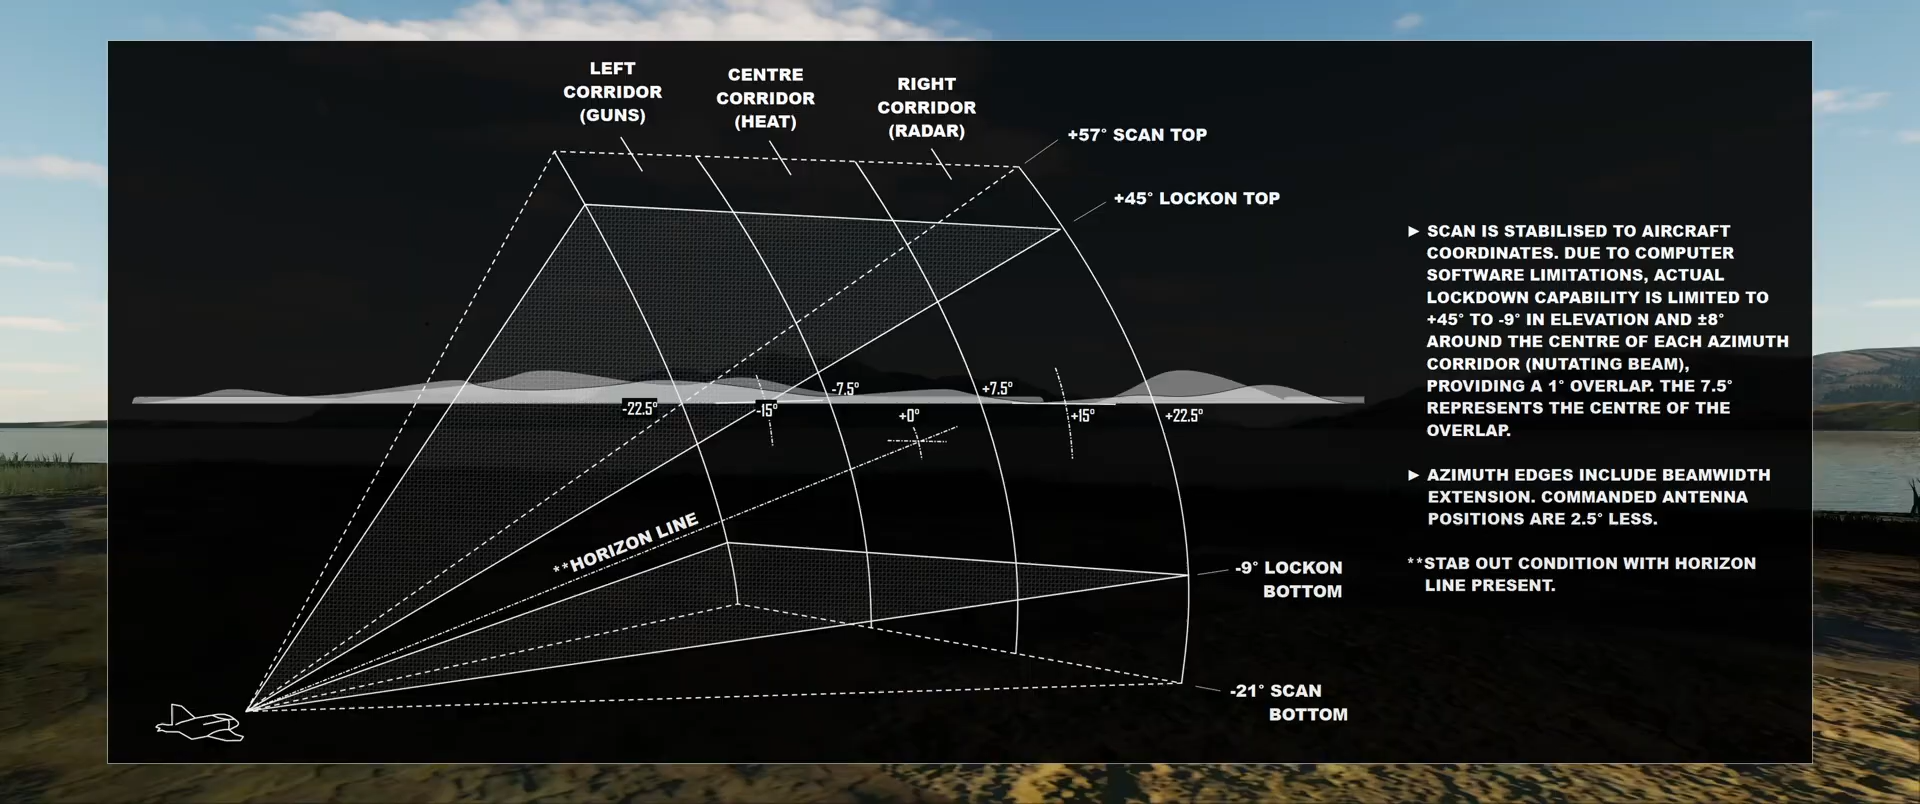 LEFT
CORRIDOR
(GUNS)
CENTRE
CORRIDOR
(HEAT)
RIGHT
CORRIDOR
(RADAR)
+57° SCAN TOP
+45° LOCKON TOP
-22.5°
-15°
-7.5°
+0°
+7.5°
+15°
+22.5°
**HORIZON LINE
-9° LOCKON
BOTTOM
-21° SCAN
BOTTOM
► SCAN IS STABILISED TO AIRCRAFT
COORDINATES. DUE TO COMPUTER
SOFTWARE LIMITATIONS, ACTUAL
LOCKDOWN CAPABILITY IS LIMITED TO
+45° TO -9° IN ELEVATION AND ±8°
AROUND THE CENTRE OF EACH AZIMUTH
CORRIDOR (NUTATING BEAM),
PROVIDING A 1° OVERLAP. THE 7.5°
REPRESENTS THE CENTRE OF THE
OVERLAP.
► AZIMUTH EDGES INCLUDE BEAMWIDTH
EXTENSION. COMMANDED ANTENNA
POSITIONS ARE 2.5° LESS.
**STAB OUT CONDITION WITH HORIZON
LINE PRESENT.